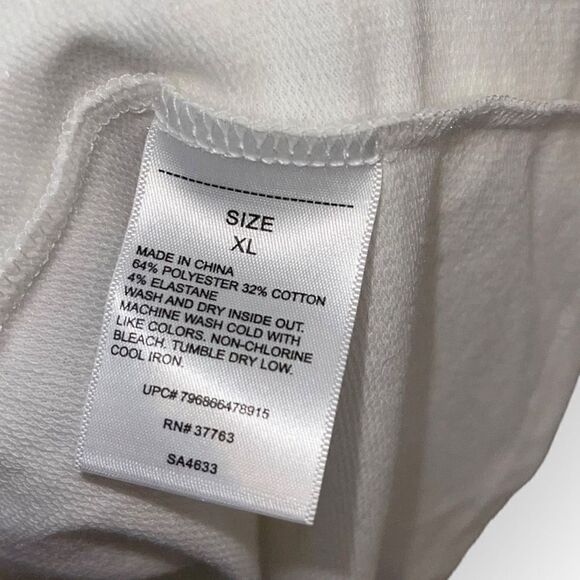 SIZE
XL
MADE IN CHINA
64% POLYESTER 32% COTTON
4% ELASTANE
WASH AND DRY INSIDE OUT.
MACHINE WASH COLD WITH
LIKE COLORS. NON-CHLORINE
BLEACH. TUMBLE DRY LOW.
COOL IRON.
UPC# 796866478915
RN# 37763
SA4633